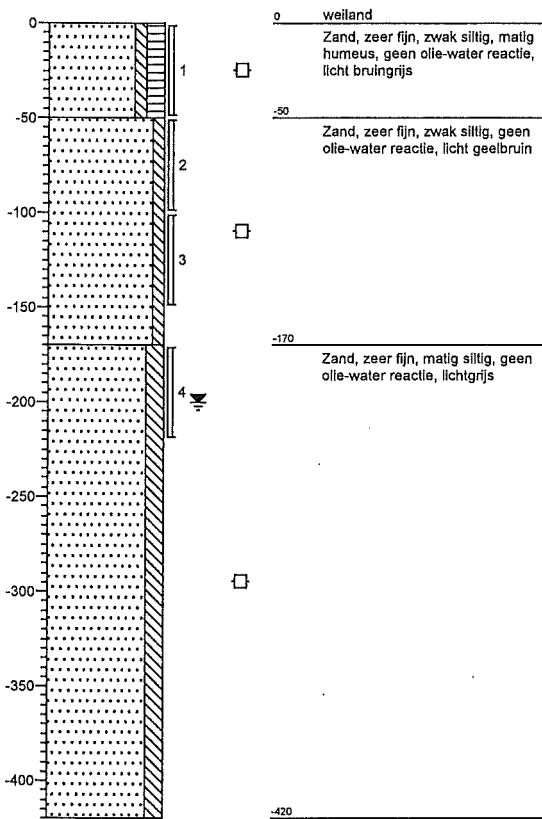 0
-50
-100
-150
-200
-250
-300
-350
-400
1
2
3
4
0 weiland
Zand, zeer fijn, zwak siltig, matig
humeus, geen olie-water reactie,
licht bruingrijs
-50
Zand, zeer fijn, zwak siltig, geen
olie-water reactie, licht geelbruin
-170
Zand, zeer fijn, matig siltig, geen
olie-water reactie, lichtgrijs
-420